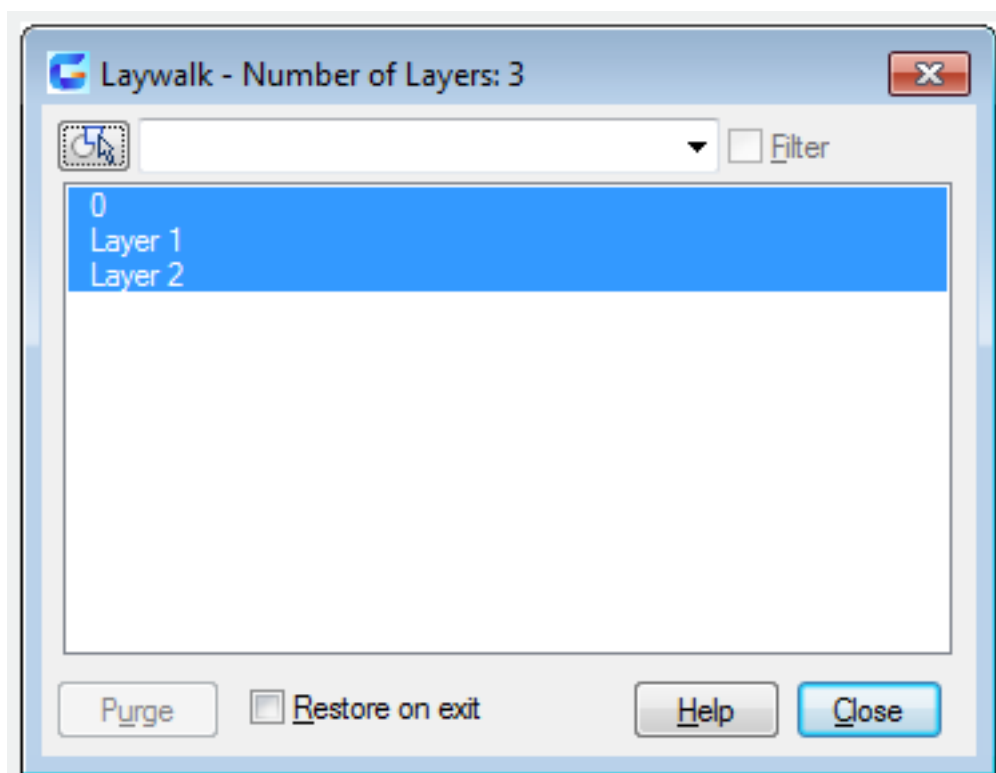 Laywalk - Number of Layers: 3
Filter
0
Layer 1
Layer 2
Purge Restore on exit Help Close